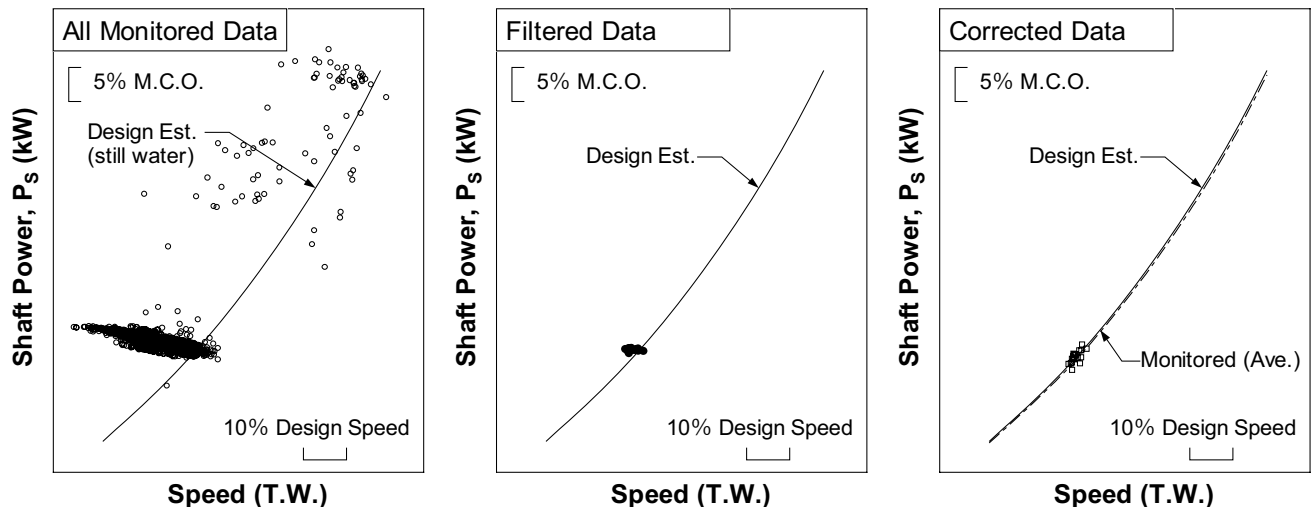 All Monitored Data
5% M.C.O.
Design Est.
(still water)
10% Design Speed
Shaft Power, PS (kW)
Speed (T.W.)
Filtered Data
5% M.C.O.
Design Est.
10% Design Speed
Shaft Power, PS (kW)
Speed (T.W.)
Corrected Data
5% M.C.O.
Design Est.
Monitored (Ave.)
10% Design Speed
Shaft Power, PS (kW)
Speed (T.W.)